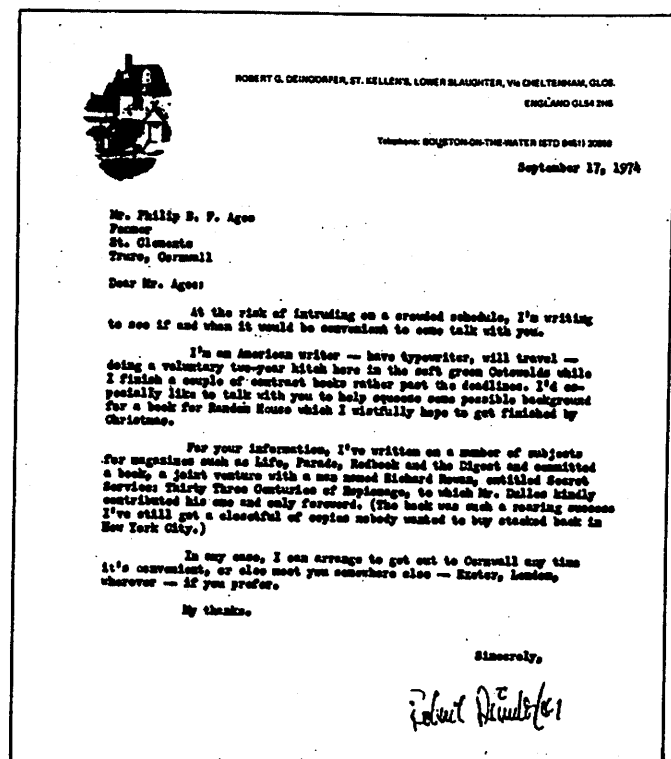 ROBERT G. DEINDORFER, ST. KELLEN'S, LOWER SLAUGHTER, Via CHELTENHAM, GLOS.
ENGLAND GL54 2HS
Telephone: BOURTON-ON-THE-WATER (STD 0451)
September 17, 1974
Mr. Philip B. F. Agee
St. Clements
Truro, Cornwall
Dear Mr. Agee:
At the risk of intruding on a crowded schedule, I'm writing
to see if and when it would be convenient to come talk with you.
I'm an American writer — have typewriter, will travel —
doing a voluntary two-year hitch here in the soft green Cotswolds while
I finish a couple of contract books rather past the deadlines. I'd es-
pecially like to talk with you to help squeeze some possible background
for a book for Random House which I wistfully hope to get finished by
Christmas.
For your information, I've written on a number of subjects
for magazines such as Life, Parade, Redbook and the Digest and committed
a book, a joint venture with a man named Richard Rowan, entitled Secret
Service: Thirty Three Centuries of Espionage, to which Mr. Dulles kindly
contributed his one and only foreword. (The book was such a roaring success
I've still got a closetful of copies nobody wanted to buy stacked back in
New York City.)
In any case, I can arrange to get out to Cornwall any time
it's convenient, or else meet you somewhere else — Exeter, London,
wherever — if you prefer.
My thanks.
Sincerely,
Robert Deindorfer